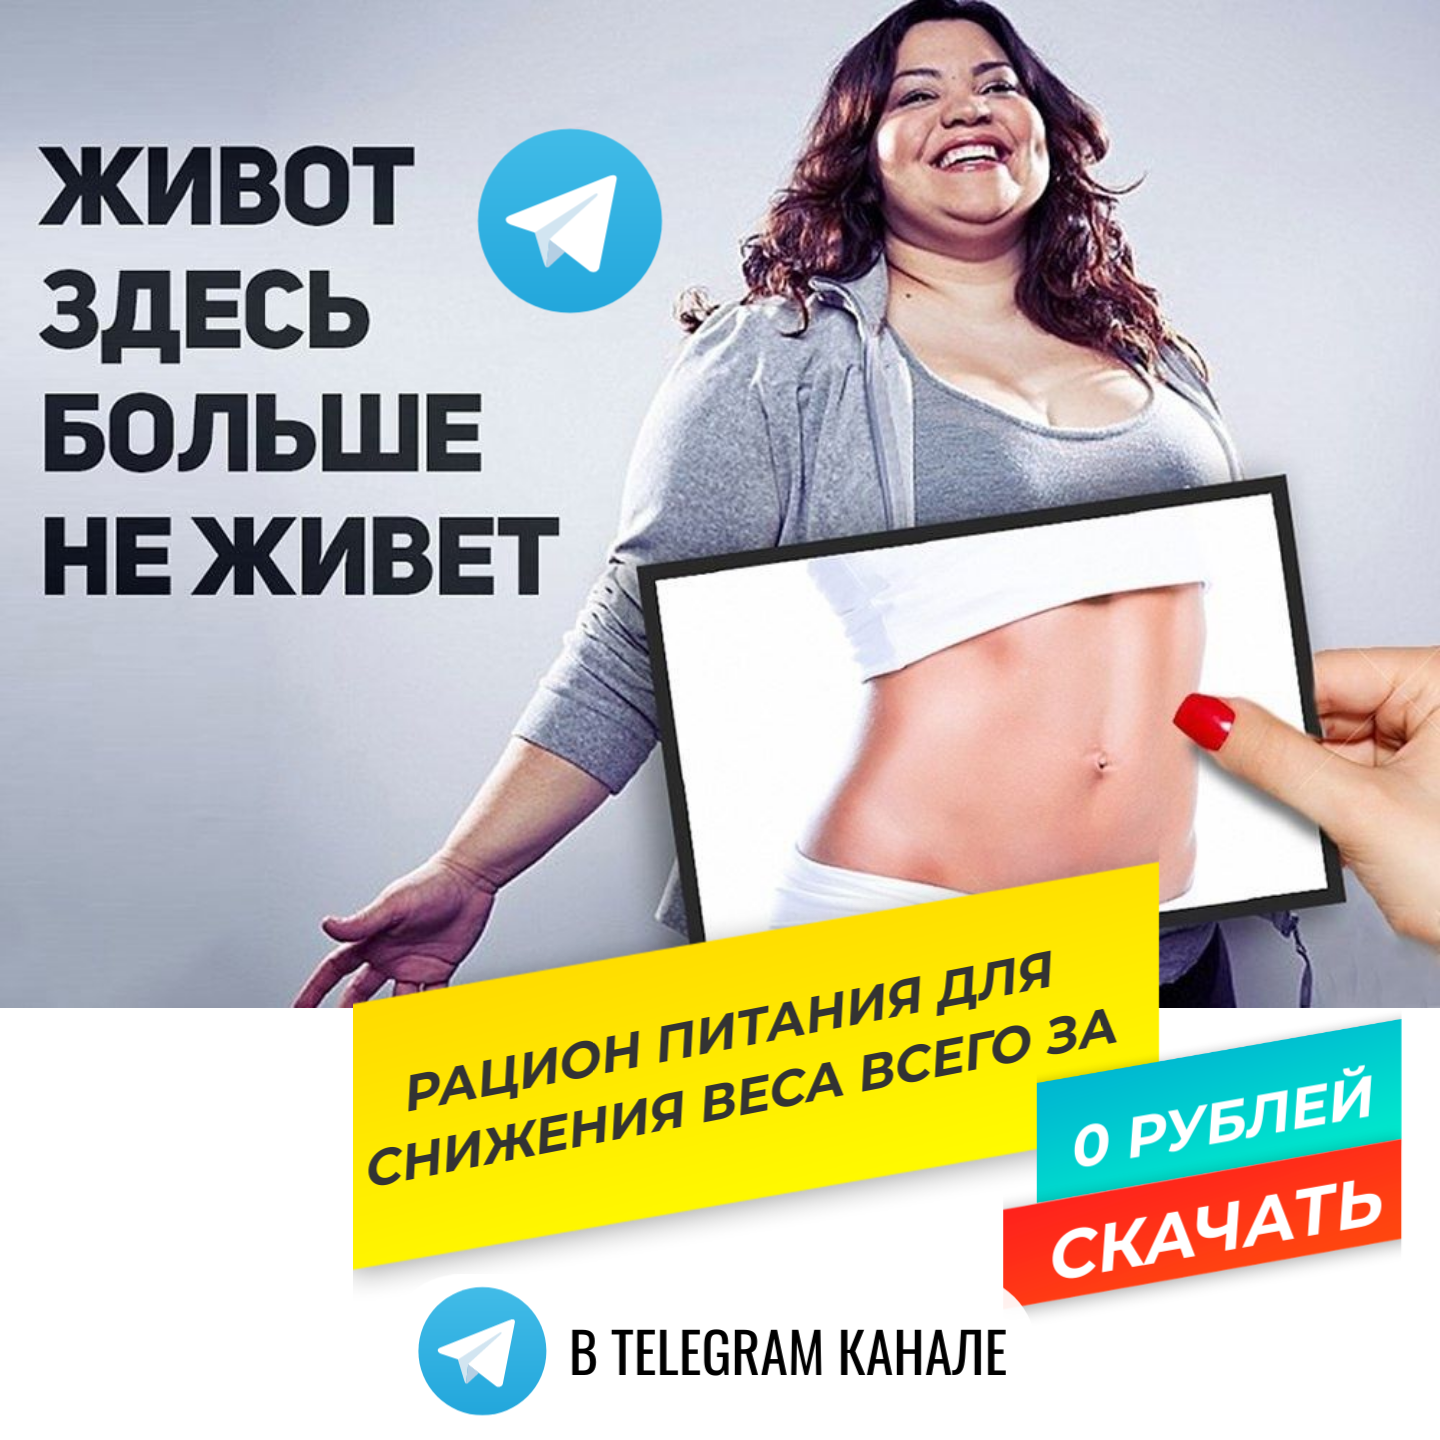 ЖИВОТ
ЗДЕСЬ
БОЛЬШЕ
НЕ ЖИВЕТ
РАЦИОН ПИТАНИЯ ДЛЯ
СНИЖЕНИЯ ВЕСА ВСЕГО ЗА
0 РУБЛЕЙ
СКАЧАТЬ
В TELEGRAM КАНАЛЕ